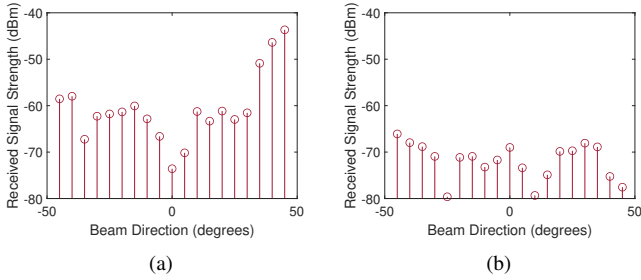 -40
-50
-60
-70
-80
Received Signal Strength (dBm)
-50 0 50
Beam Direction (degrees)
(a)
-40
-50
-60
-70
-80
Received Signal Strength (dBm)
-50 0 50
Beam Direction (degrees)
(b)